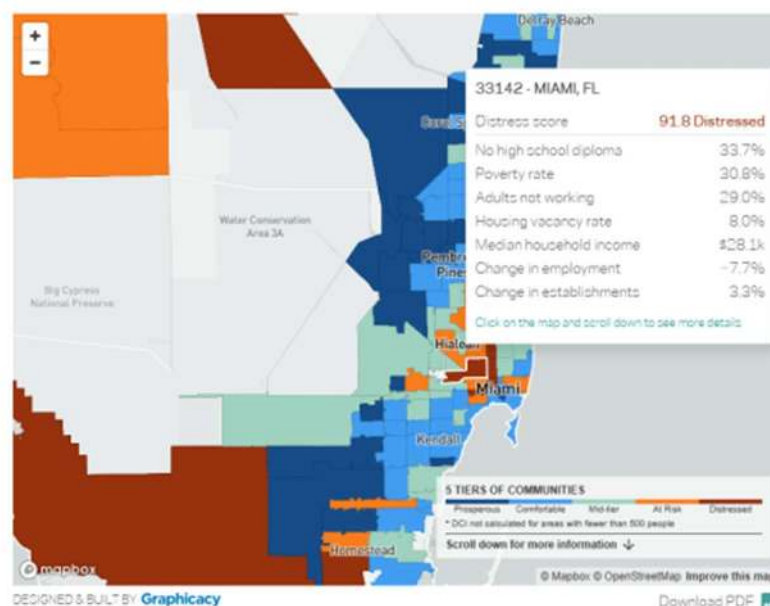 Delray Beach
+
−
33142 - MIAMI, FL
Distress score 91.8 Distressed
No high school diploma 33.7%
Poverty rate 30.8%
Adults not working 29.0%
Housing vacancy rate 8.0%
Median household income $28.1k
Change in employment -7.7%
Change in establishments 3.3%
Click on the map and scroll down to see more details
Coral Sp
Water Conservation
Area 3A
Pembro
Pines
Big Cypress
National Preserve
Hialeah
Miami
Kendall
5 TIERS OF COMMUNITIES
Prosperous Comfortable Mid-tier At Risk Distressed
* DCI not calculated for areas with fewer than 500 people
Scroll down for more information ↓
Homestead
mapbox
© Mapbox © OpenStreetMap Improve this map
DESIGNED & BUILT BY Graphicacy
Download PDF